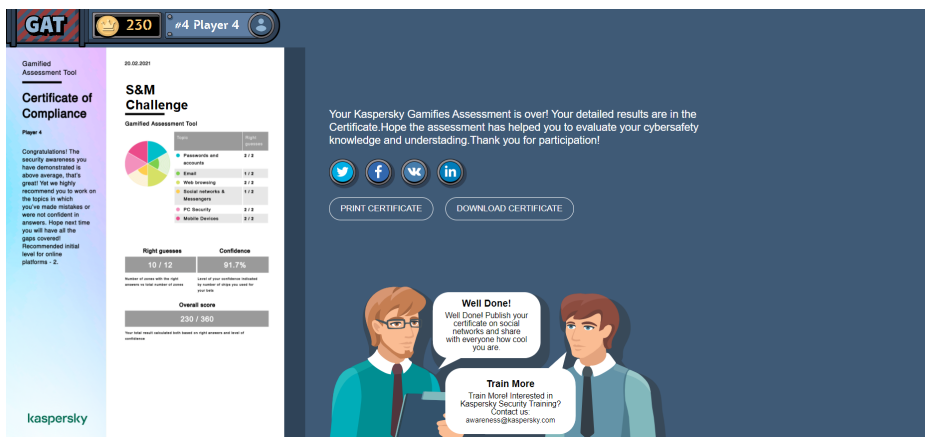 GAT
230
#4 Player 4
Gamified
Assessment Tool
Certificate of
Compliance
Player 4
Congratulations! The
security awareness you
have demonstrated is
above average, that's
great! Yet we highly
recommend you to work on
the topics in which
you've made mistakes or
were not confident in
answers. Hope next time
you will have all the
gaps covered!
Recommended initial
level for online
platforms - 2.
kaspersky
20.02.2021
S&M
Challenge
Gamified Assessment Tool
Topic Right guesses
Passwords and accounts 2 / 2
Email 1 / 2
Web browsing 2 / 2
Social networks & Messengers 1 / 2
PC Security 2 / 2
Mobile Devices 2 / 2
Right guesses
10 / 12
Number of zones with the right
answers vs total number of zones
Confidence
91.7%
Level of your confidence indicated
by number of chips you used for
your bets
Overall score
230 / 360
Your total result calculated both based on right answers and level of
confidence
Your Kaspersky Gamifies Assessment is over! Your detailed results are in the
Certificate.Hope the assessment has helped you to evaluate your cybersafety
knowledge and understading.Thank you for participation!
PRINT CERTIFICATE
DOWNLOAD CERTIFICATE
Well Done!
Well Done! Publish your
certificate on social
networks and share
with everyone how cool
you are.
Train More
Train More! Interested in
Kaspersky Security Training?
Contact us:
awareness@kaspersky.com